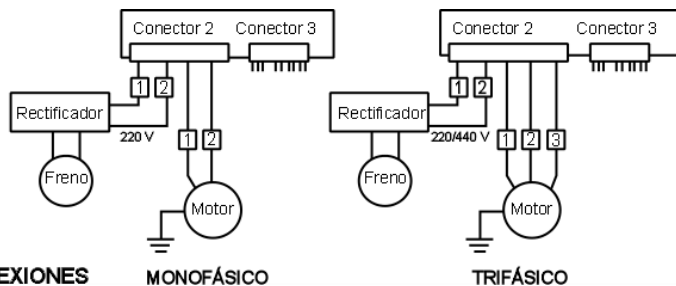 Conector 2 Conector 3
1 2
Rectificador
220 V
1 2
Freno
Motor
MONOFÁSICO
Conector 2 Conector 3
1 2
Rectificador
220/440 V
1 2 3
Freno
Motor
TRIFÁSICO
EXIONES